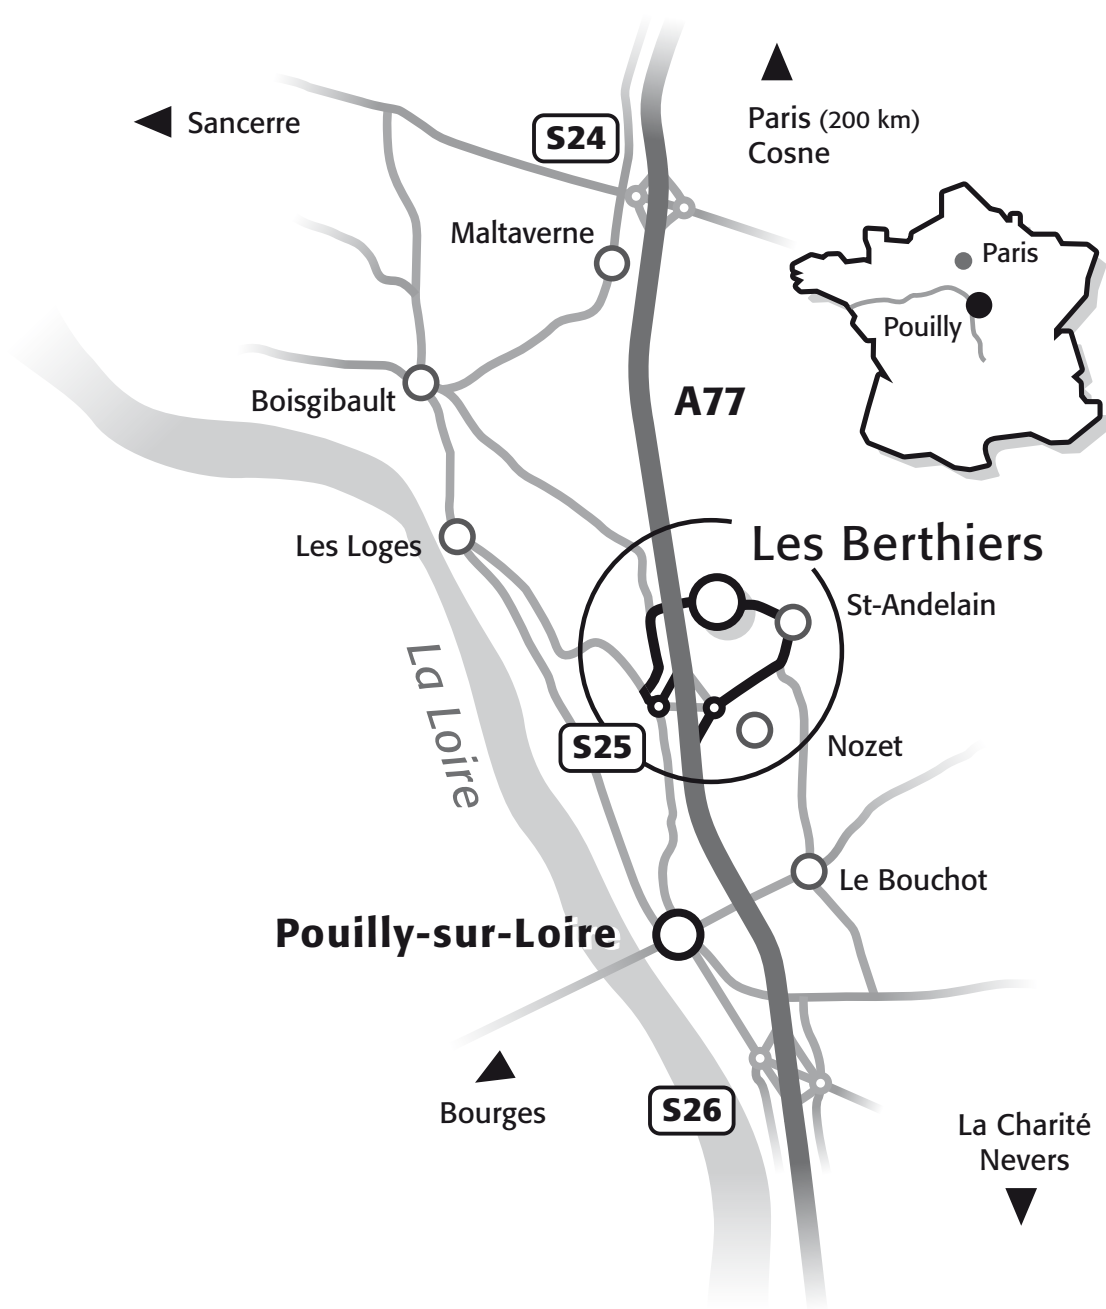 Sancerre
S24
Paris (200 km)
Cosne
Maltaverne
Paris
Pouilly
Boisgibault
A77
Les Loges
Les Berthiers
St-Andelain
La Loire
S25
Nozet
Le Bouchot
Pouilly-sur-Loire
Bourges
S26
La Charité
Nevers